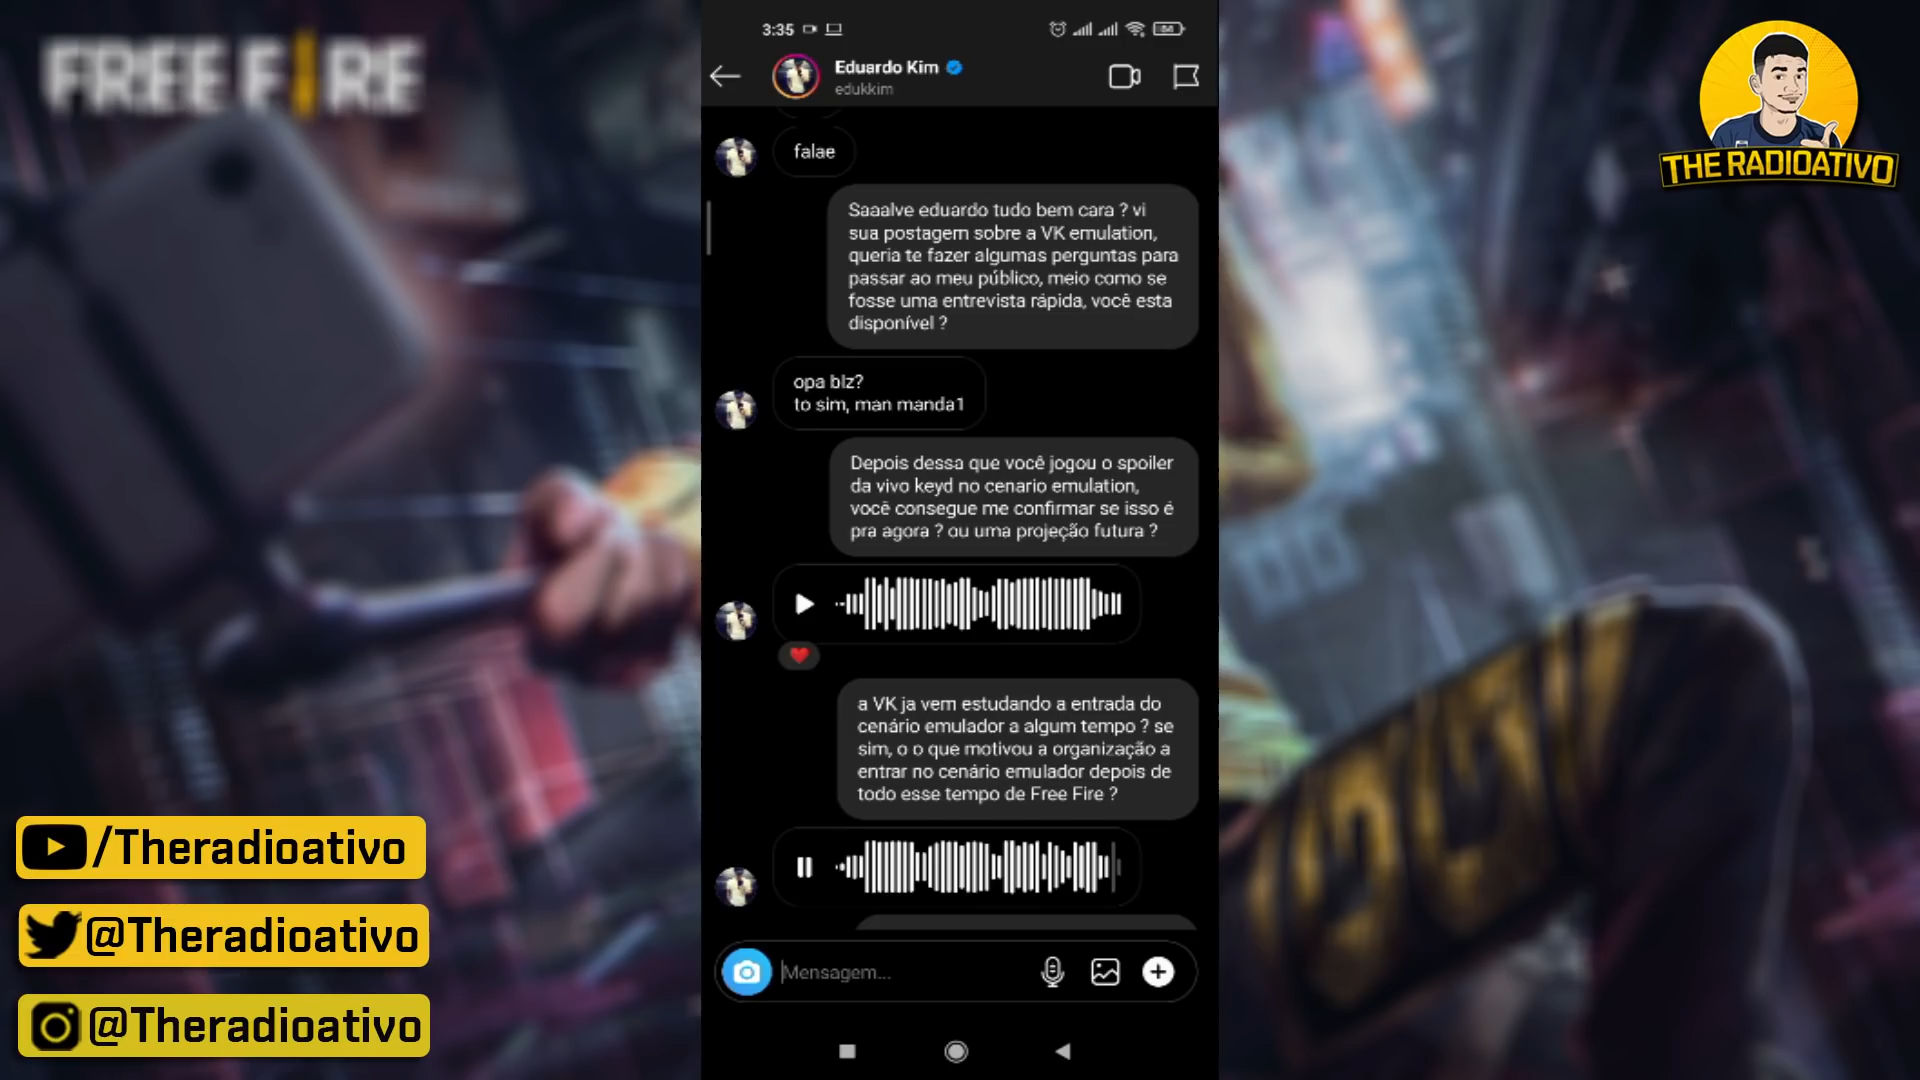 FREE FIRE
3:35
84
Eduardo Kim
edukkim
THE RADIOATIVO
falae
Saaalve eduardo tudo bem cara ? vi
sua postagem sobre a VK emulation,
queria te fazer algumas perguntas para
passar ao meu público, meio como se
fosse uma entrevista rápida, você esta
disponível ?
opa blz?
to sim, man manda1
Depois dessa que você jogou o spoiler
da vivo keyd no cenario emulation,
você consegue me confirmar se isso é
pra agora ? ou uma projeção futura ?
a VK ja vem estudando a entrada do
cenário emulador a algum tempo ? se
sim, o o que motivou a organização a
entrar no cenário emulador depois de
todo esse tempo de Free Fire ?
Mensagem...
/Theradioativo
@Theradioativo
@Theradioativo